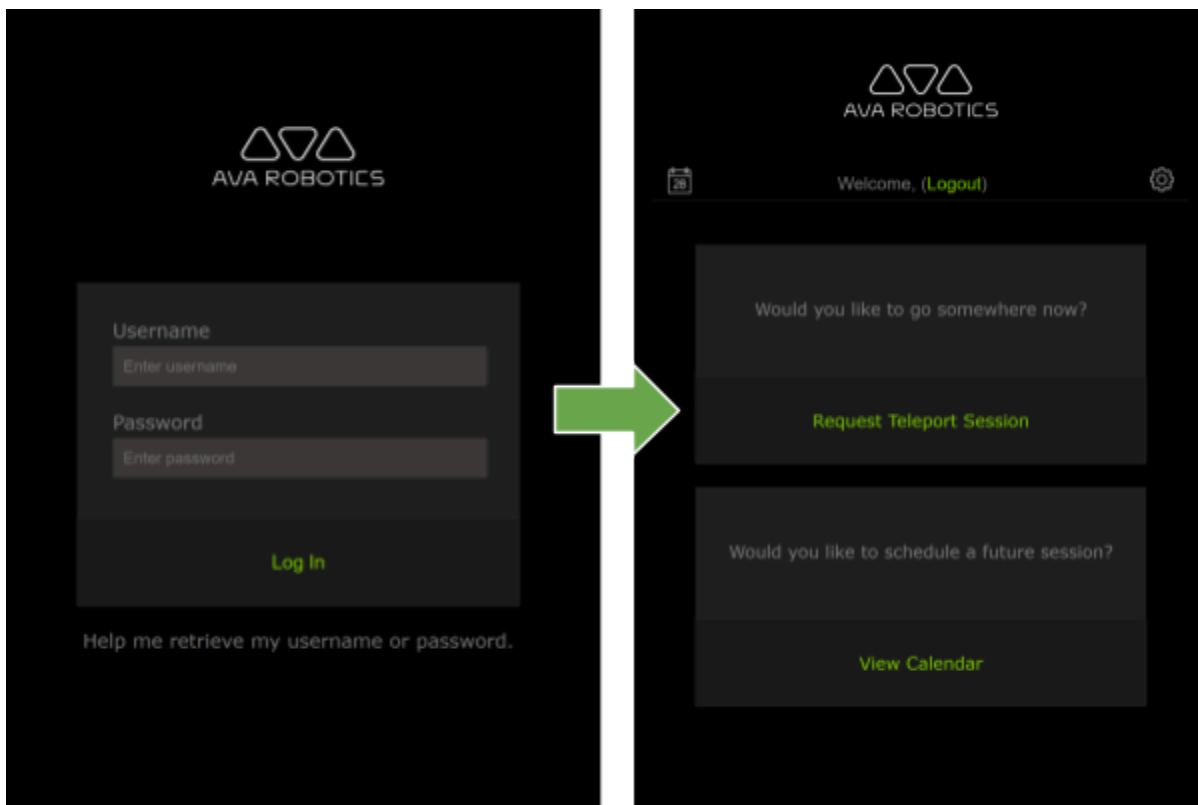 AVA ROBOTICS
Username
Enter username
Password
Enter password
Log In
Help me retrieve my username or password.
AVA ROBOTICS
28
Welcome, (Logout)
Would you like to go somewhere now?
Request Teleport Session
Would you like to schedule a future session?
View Calendar